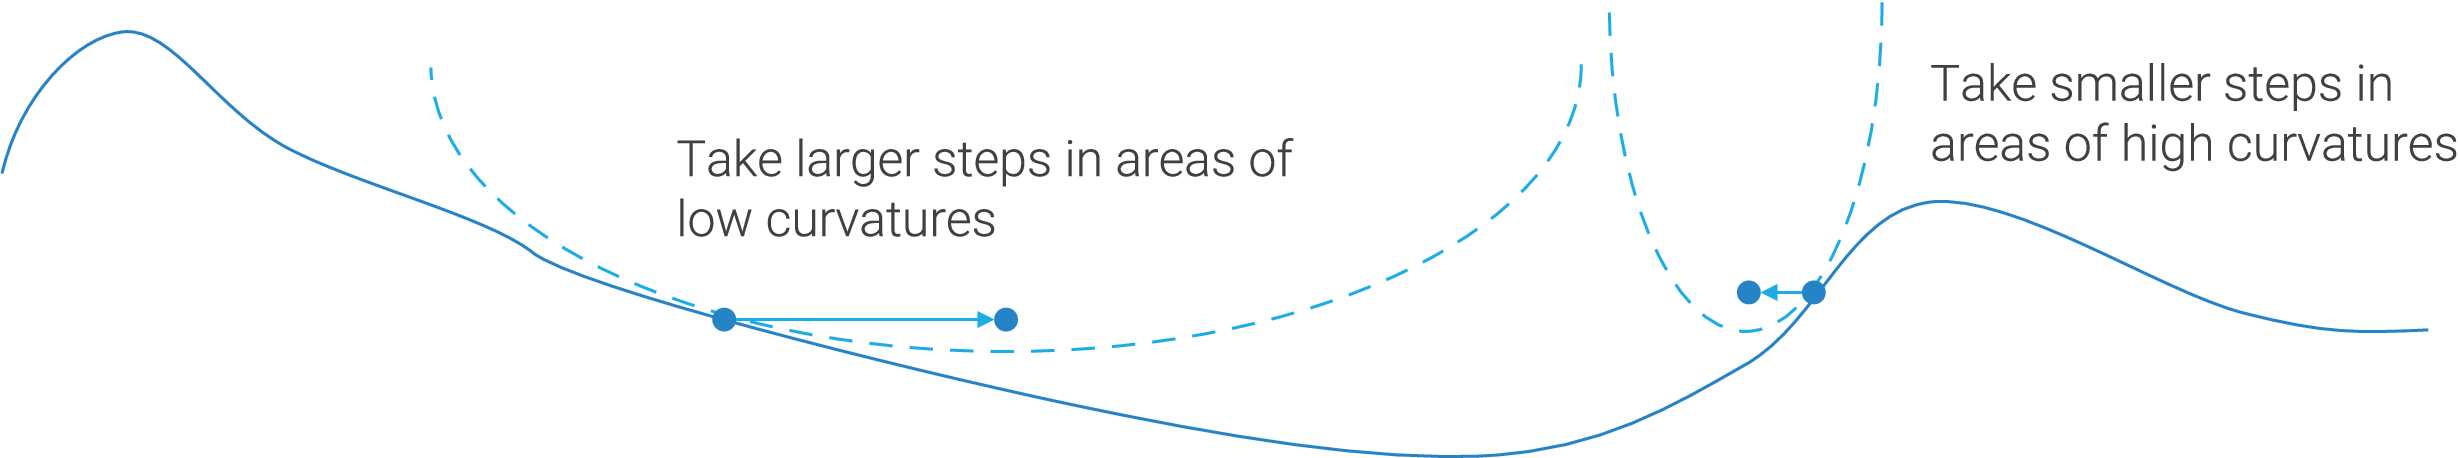 Take larger steps in areas of
low curvatures
Take smaller steps in
areas of high curvatures